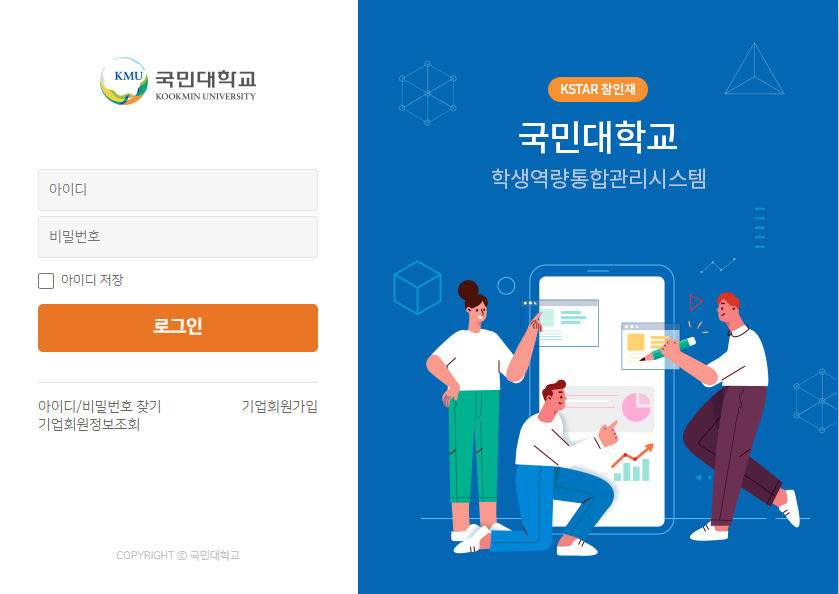 KMU
국민대학교
KOOKMIN UNIVERSITY
아이디
비밀번호
아이디 저장
로그인
아이디/비밀번호 찾기
기업회원가입
기업회원정보조회
COPYRIGHT ⓒ 국민대학교
KSTAR 참인재
국민대학교
학생역량통합관리시스템